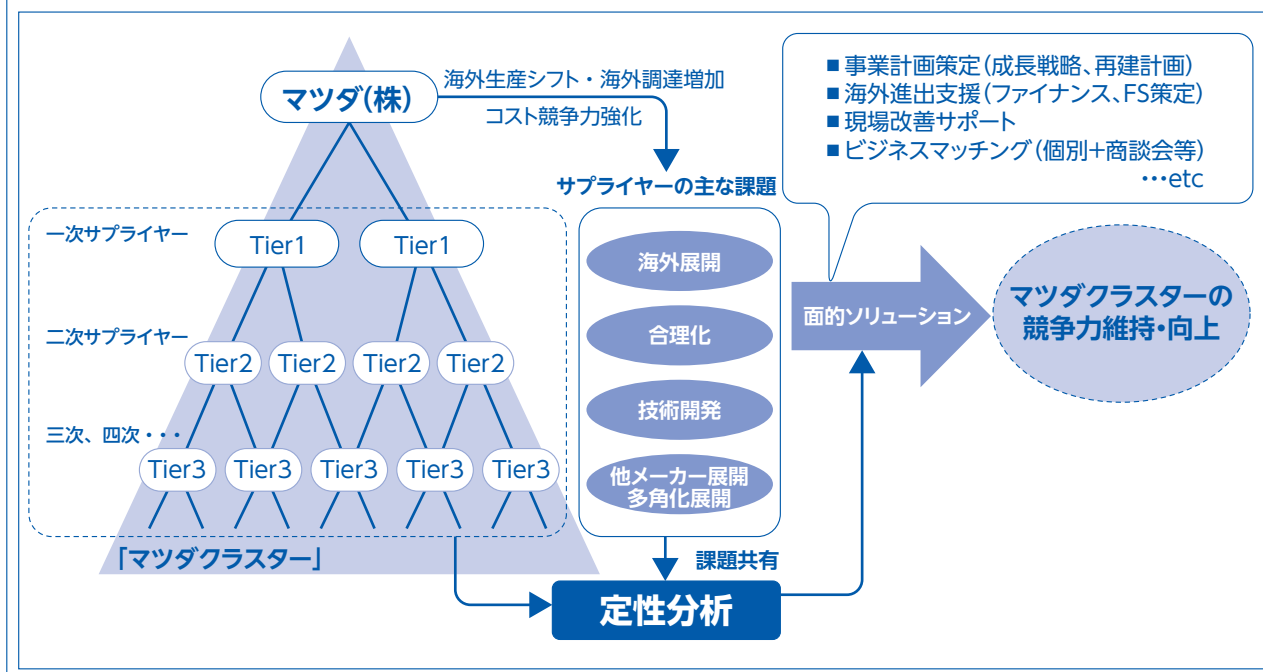 マツダ(株)
海外生産シフト・海外調達増加
コスト競争力強化
■事業計画策定(成長戦略、再建計画)
■海外進出支援(ファイナンス、FS策定)
■現場改善サポート
■ビジネスマッチング(個別+商談会等)
…etc
サプライヤーの主な課題
一次サプライヤー
Tier1
Tier1
二次サプライヤー
Tier2
Tier2
Tier2
Tier2
三次、四次・・・
Tier3
Tier3
Tier3
Tier3
Tier3
「マツダクラスター」
海外展開
合理化
技術開発
他メーカー展開
多角化展開
課題共有
定性分析
面的ソリューション
マツダクラスターの
競争力維持・向上